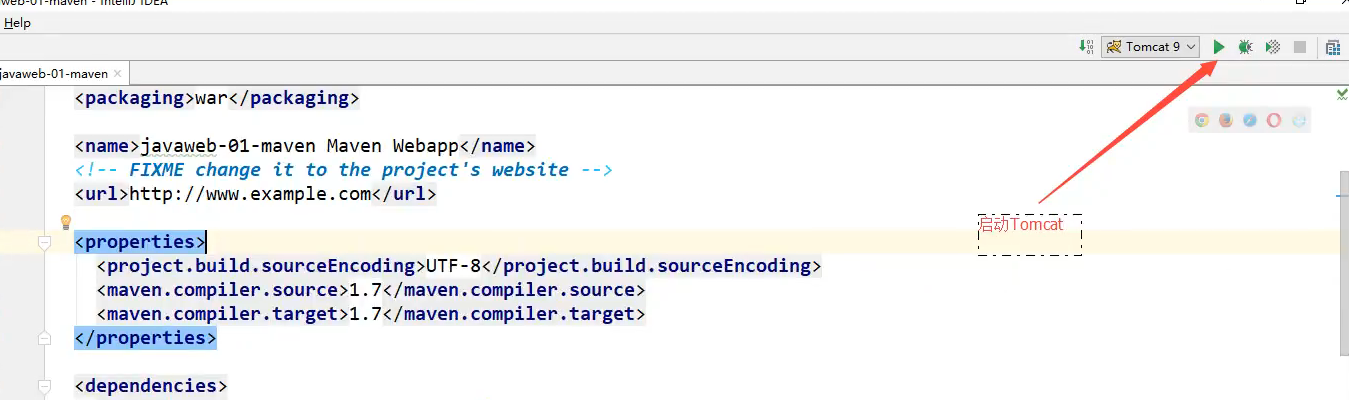 web-01-maven - IntelliJ IDEA
Help
Tomcat 9
javaweb-01-maven
<packaging>war</packaging>
<name>javaweb-01-maven Maven Webapp</name>
<!-- FIXME change it to the project's website -->
<url>http://www.example.com</url>
启动Tomcat
<properties>
<project.build.sourceEncoding>UTF-8</project.build.sourceEncoding>
<maven.compiler.source>1.7</maven.compiler.source>
<maven.compiler.target>1.7</maven.compiler.target>
</properties>
<dependencies>